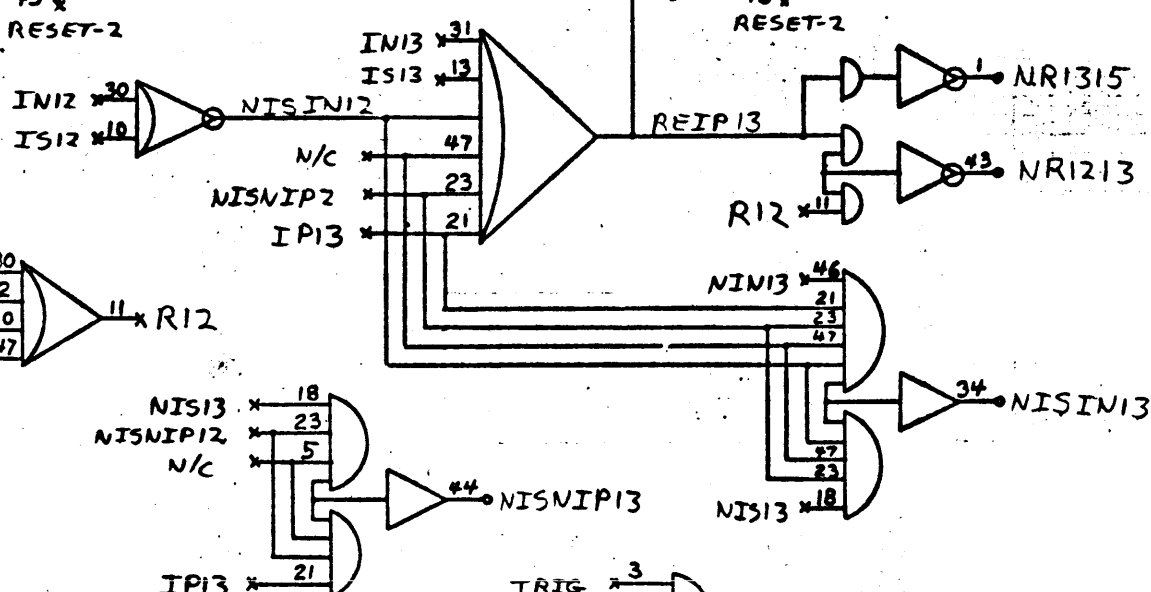 RESET-2
RESET-2
IN13 31
IS13 13
IN12 30
IS12 10
NISIN12
N/C 47
NISNIP2 23
IP13 21
REIP13
1 NR1315
43 NR1213
R12 11
NIN13 46
21
23
47
30
2
0
47
11 R12
34 NISIN13
47
23
NIS13 18
NIS13 18
NISNIP12 23
N/C 5
44 NISNIP13
IP13 21
TRIG 3